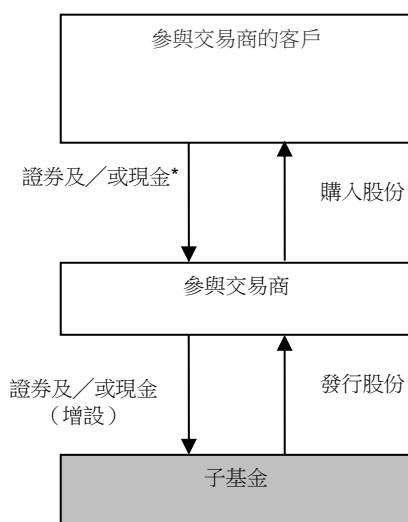 參與交易商的客戶
證券及／或現金*
購入股份
參與交易商
證券及／或現金
（增設）
發行股份
子基金